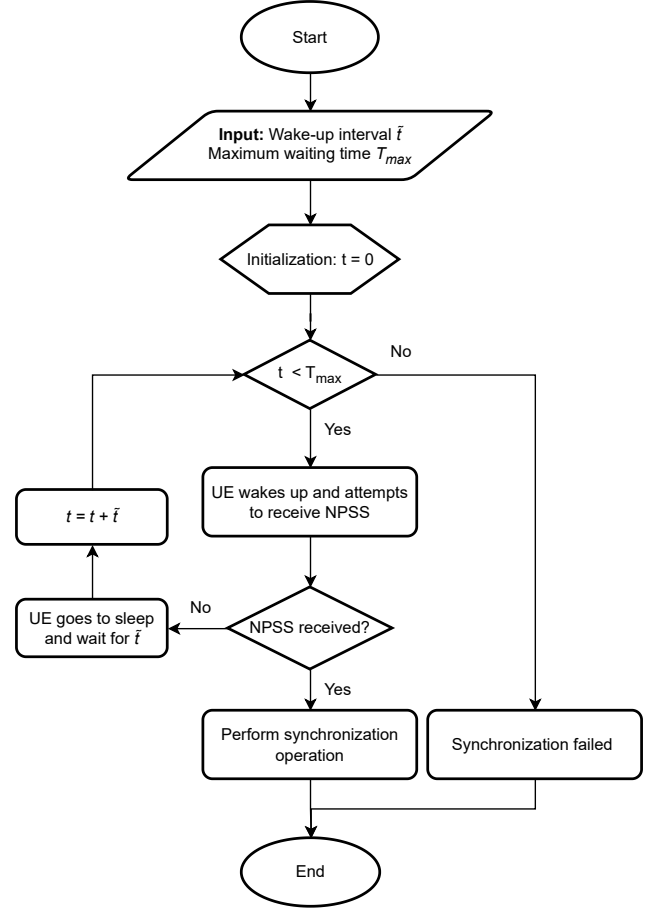 Start
Input: Wake-up interval t̃
Maximum waiting time Tmax
Initialization: t = 0
t < Tmax
No
Yes
UE wakes up and attempts
to receive NPSS
t = t + t̃
NPSS received?
No
UE goes to sleep
and wait for t̃
Yes
Perform synchronization
operation
Synchronization failed
End